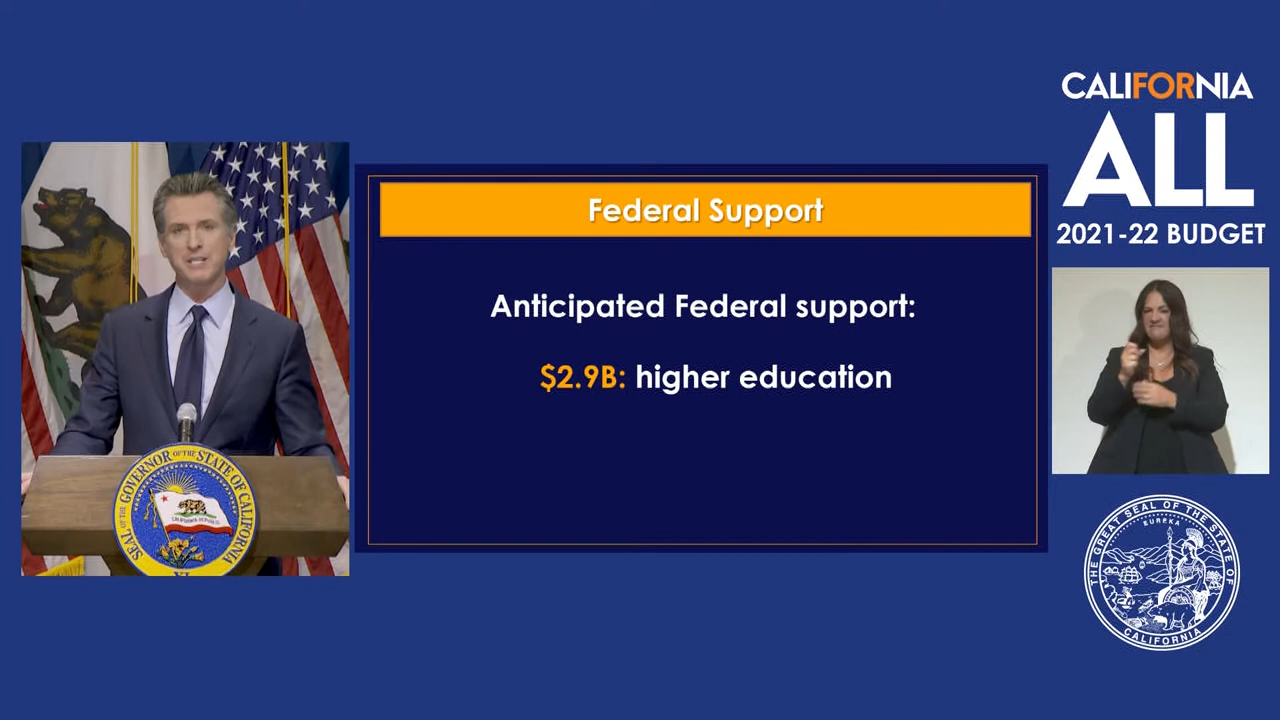 CALIFORNIA
ALL
2021-22 BUDGET
Federal Support
Anticipated Federal support:
$2.9B: higher education
SEAL OF THE GOVERNOR OF THE STATE OF CALIFORNIA
CALIFORNIA REPUBLIC
THE GREAT SEAL OF THE STATE OF CALIFORNIA
EUREKA